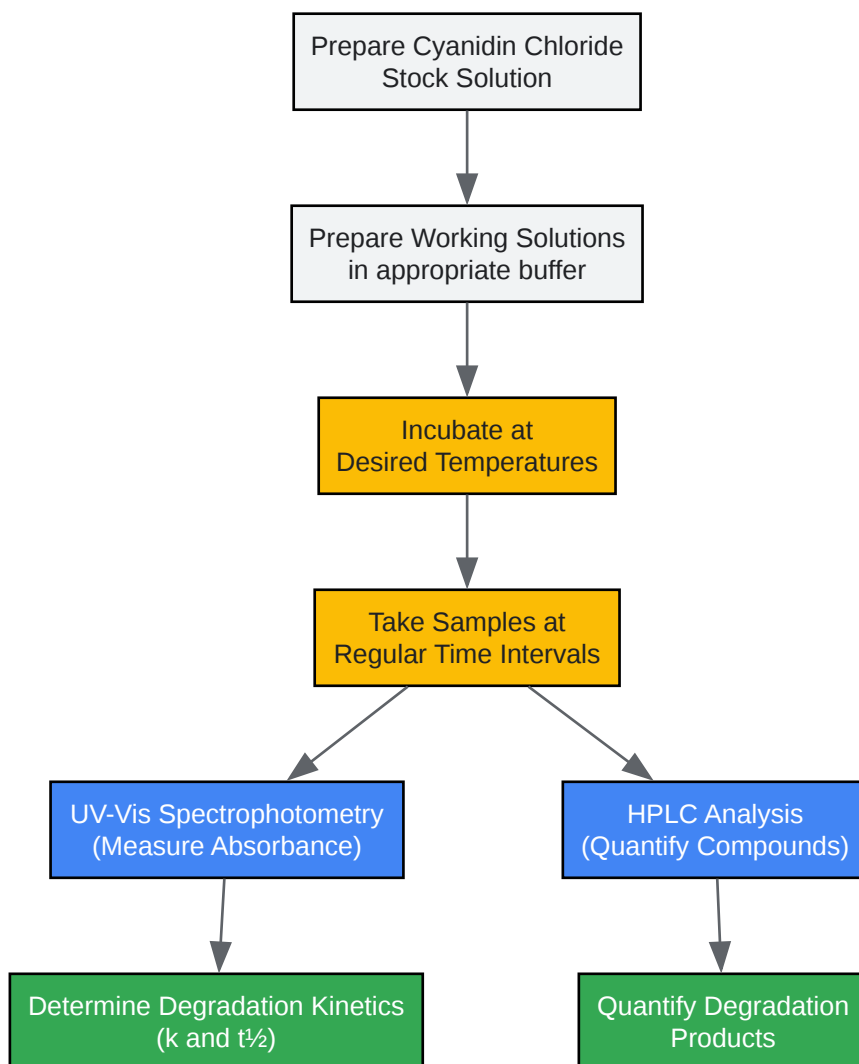 Prepare Cyanidin Chloride
Stock Solution
Prepare Working Solutions
in appropriate buffer
Incubate at
Desired Temperatures
Take Samples at
Regular Time Intervals
UV-Vis Spectrophotometry
(Measure Absorbance)
HPLC Analysis
(Quantify Compounds)
Determine Degradation Kinetics
(k and t½)
Quantify Degradation
Products